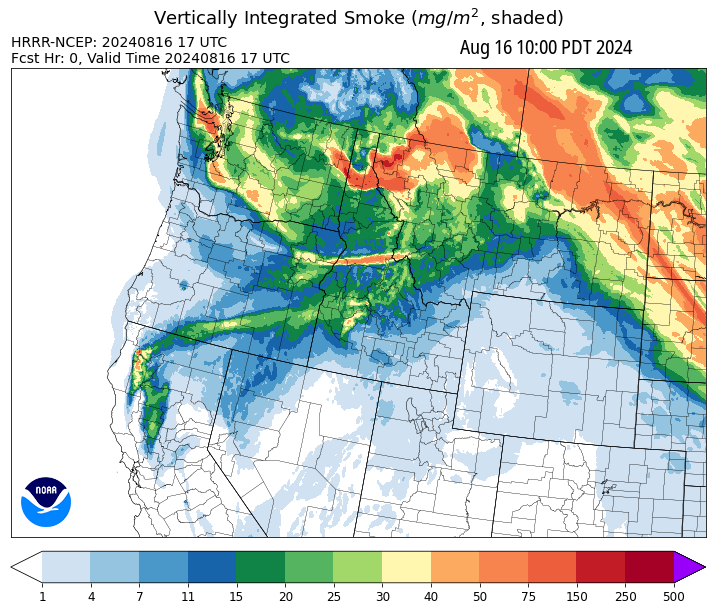 Vertically Integrated Smoke (mg/m², shaded)
HRRR-NCEP: 20240816 17 UTC
Aug 16 10:00 PDT 2024
Fcst Hr: 0, Valid Time 20240816 17 UTC
NOAA
1 4 7 11 15 20 25 30 40 50 75 150 250 500